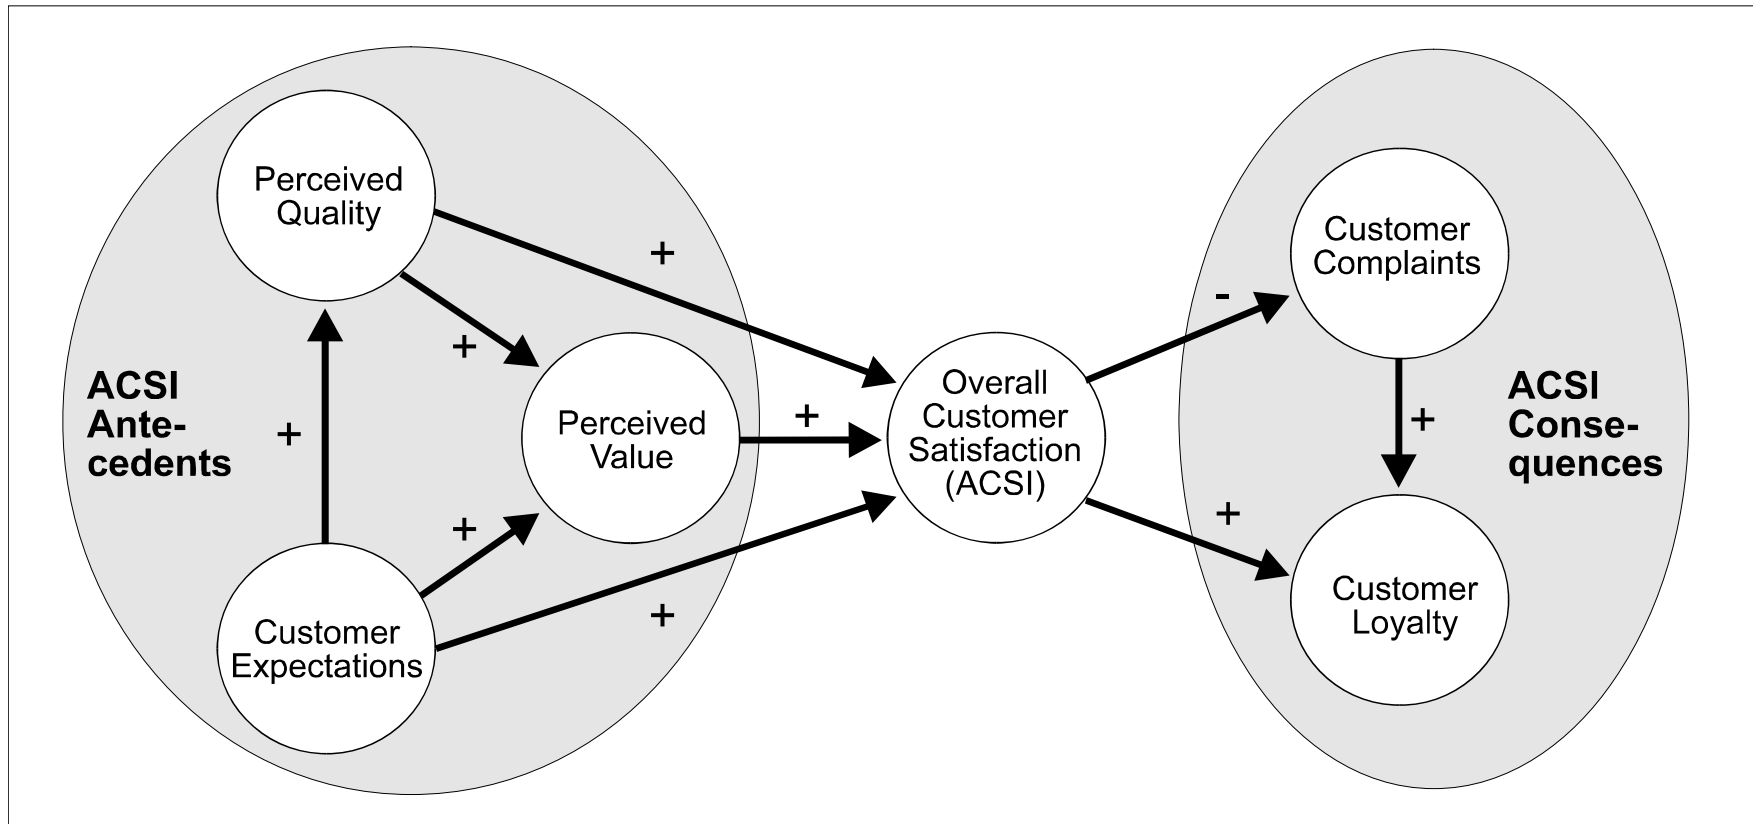 Perceived
Quality
+
+
ACSI
Ante-
cedents
+
Perceived
Value
+
+
Customer
Expectations
+
Overall
Customer
Satisfaction
(ACSI)
-
+
Customer
Complaints
+
Customer
Loyalty
ACSI
Conse-
quences